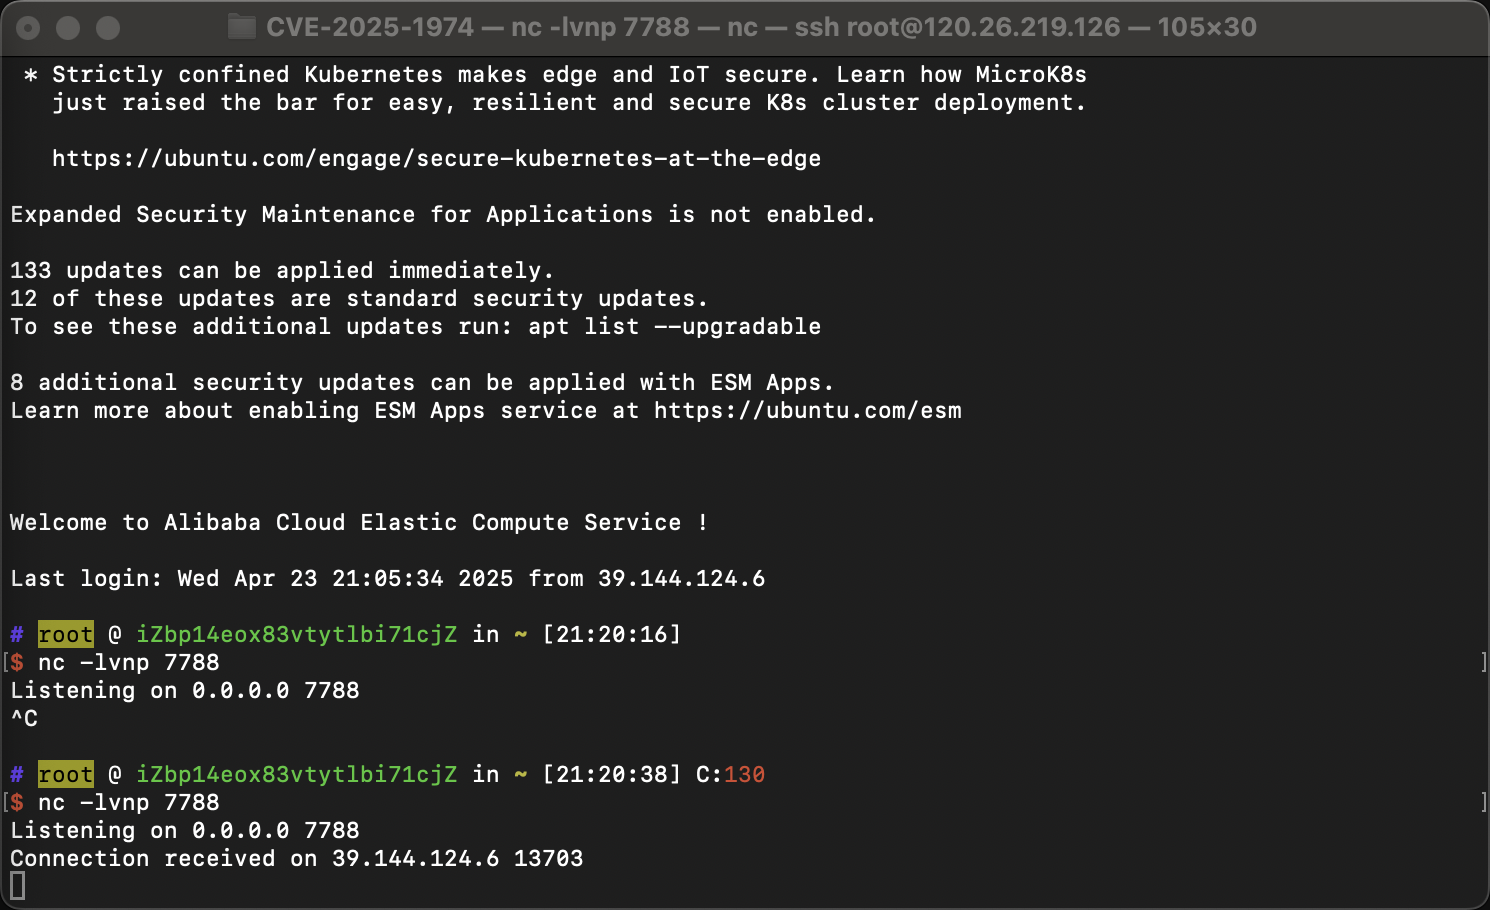 CVE-2025-1974 — nc -lvnp 7788 — nc — ssh root@120.26.219.126 — 105×30
* Strictly confined Kubernetes makes edge and IoT secure. Learn how MicroK8s
just raised the bar for easy, resilient and secure K8s cluster deployment.
https://ubuntu.com/engage/secure-kubernetes-at-the-edge
Expanded Security Maintenance for Applications is not enabled.
133 updates can be applied immediately.
12 of these updates are standard security updates.
To see these additional updates run: apt list --upgradable
8 additional security updates can be applied with ESM Apps.
Learn more about enabling ESM Apps service at https://ubuntu.com/esm
Welcome to Alibaba Cloud Elastic Compute Service !
Last login: Wed Apr 23 21:05:34 2025 from 39.144.124.6
# root @ iZbp14eox83vtytlbi71cjZ in ~ [21:20:16]
[$ nc -lvnp 7788 ]
Listening on 0.0.0.0 7788
^C
# root @ iZbp14eox83vtytlbi71cjZ in ~ [21:20:38] C:130
[$ nc -lvnp 7788 ]
Listening on 0.0.0.0 7788
Connection received on 39.144.124.6 13703